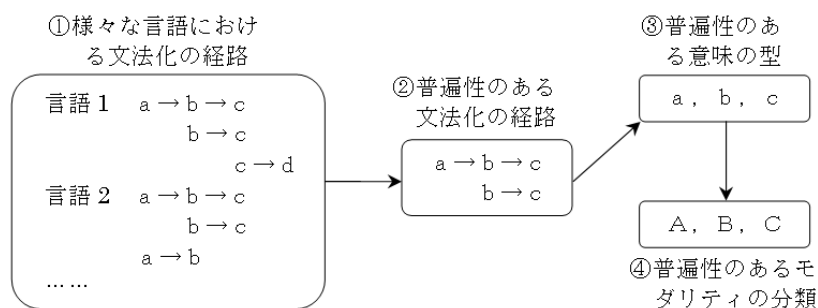 ①様々な言語におけ
る文法化の経路
言語1 a→b→c
b→c
c→d
言語2 a→b→c
b→c
a→b
……
②普遍性のある
文法化の経路
a→b→c
b→c
③普遍性のあ
る意味の型
a, b, c
A, B, C
④普遍性のあるモ
ダリティの分類